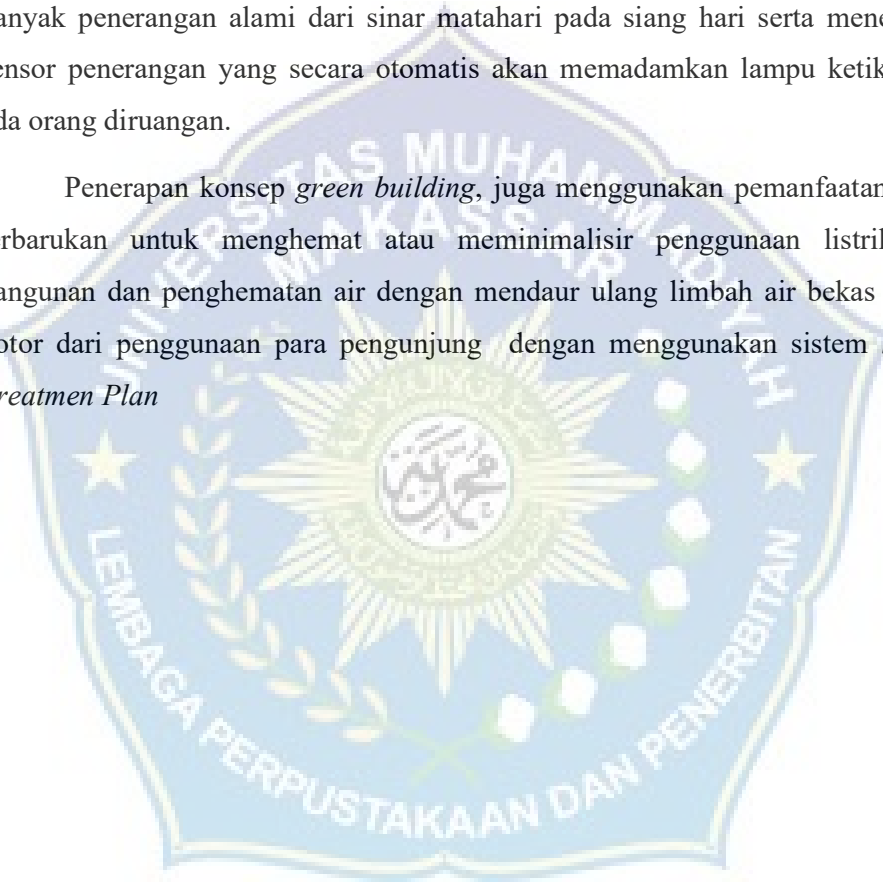 anyak penerangan alami dari sinar matahari pada siang hari serta mene
ensor penerangan yang secara otomatis akan memadamkan lampu ketik
da orang diruangan.
Penerapan konsep green building, juga menggunakan pemanfaatan
erbarukan untuk menghemat atau meminimalisir penggunaan listril
angunan dan penghematan air dengan mendaur ulang limbah air bekas
otor dari penggunaan para pengunjung dengan menggunakan sistem
reatmen Plan
UNIVERSITAS MUHAMMADIYAH
MAKASSAR
LEMBAGA PERPUSTAKAAN DAN PENERBITAN